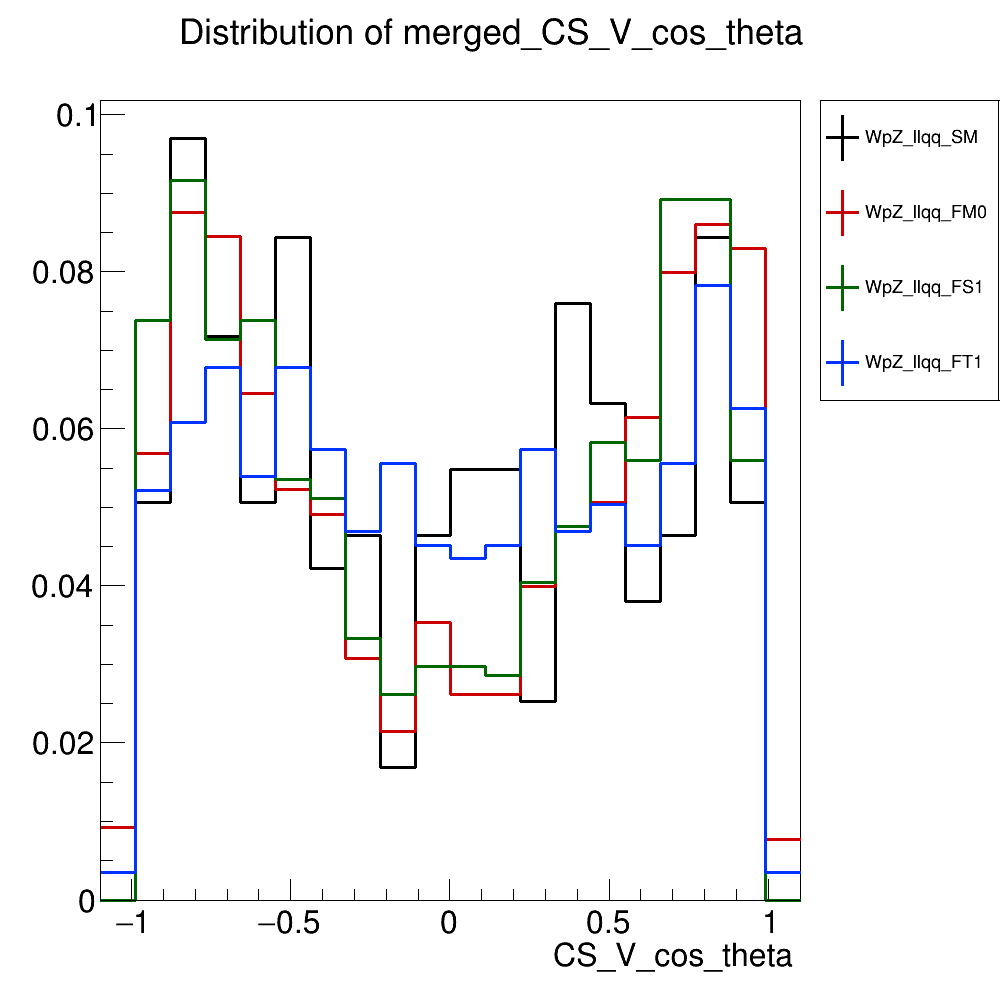 Distribution of merged_CS_V_cos_theta
0.1
0.08
0.06
0.04
0.02
0
−1
−0.5
0
0.5
1
CS_V_cos_theta
WpZ_llqq_SM
WpZ_llqq_FM0
WpZ_llqq_FS1
WpZ_llqq_FT1